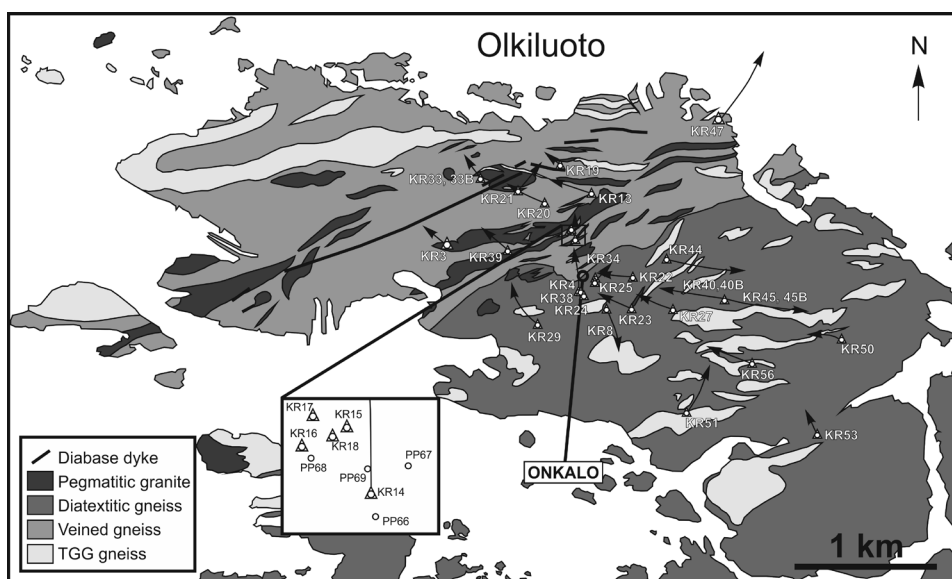 Olkiluoto
N
KR47
KR19
KR33, 33B
KR21
KR13
KR20
KR3
KR39
KR34
KR44
KR4
KR25
KR22
KR40,40B
KR38
KR45, 45B
KR24
KR8
KR23
KR27
KR29
KR50
KR56
KR51
KR53
KR17
KR15
KR16
KR18
PP68
PP69
PP67
KR14
PP66
ONKALO
Diabase dyke
Pegmatitic granite
Diatextitic gneiss
Veined gneiss
TGG gneiss
1 km